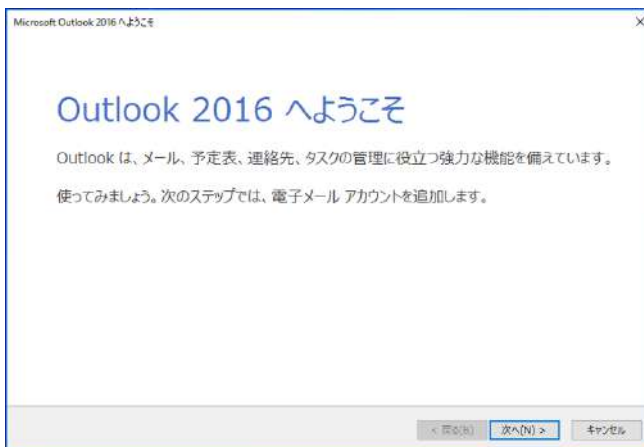 Microsoft Outlook 2016 へようこそ
Outlook 2016 へようこそ
Outlook は、メール、予定表、連絡先、タスクの管理に役立つ強力な機能を備えています。
使ってみましょう。次のステップでは、電子メール アカウントを追加します。
< 戻る(B) 次へ(N) > キャンセル